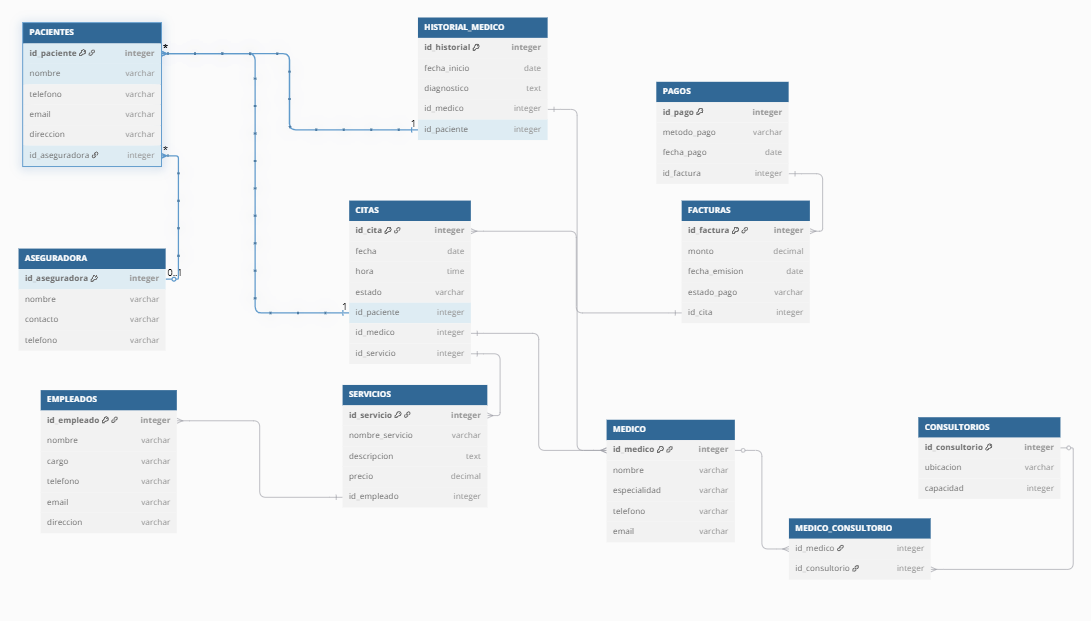 PACIENTES
id_paciente integer
nombre varchar
telefono varchar
email varchar
direccion varchar
id_aseguradora integer
*
*
HISTORIAL_MEDICO
id_historial integer
fecha_inicio date
diagnostico text
id_medico integer
1 id_paciente integer
PAGOS
id_pago integer
metodo_pago varchar
fecha_pago date
id_factura integer
CITAS
id_cita integer
fecha date
hora time
estado varchar
1 id_paciente integer
id_medico integer
id_servicio integer
FACTURAS
id_factura integer
monto decimal
fecha_emision date
estado_pago varchar
id_cita integer
ASEGURADORA
id_aseguradora integer 0..1
nombre varchar
contacto varchar
telefono varchar
EMPLEADOS
id_empleado integer
nombre varchar
cargo varchar
telefono varchar
email varchar
direccion varchar
SERVICIOS
id_servicio integer
nombre_servicio varchar
descripcion text
precio decimal
id_empleado integer
MEDICO
id_medico integer
nombre varchar
especialidad varchar
telefono varchar
email varchar
CONSULTORIOS
id_consultorio integer
ubicacion varchar
capacidad integer
MEDICO_CONSULTORIO
id_medico integer
id_consultorio integer